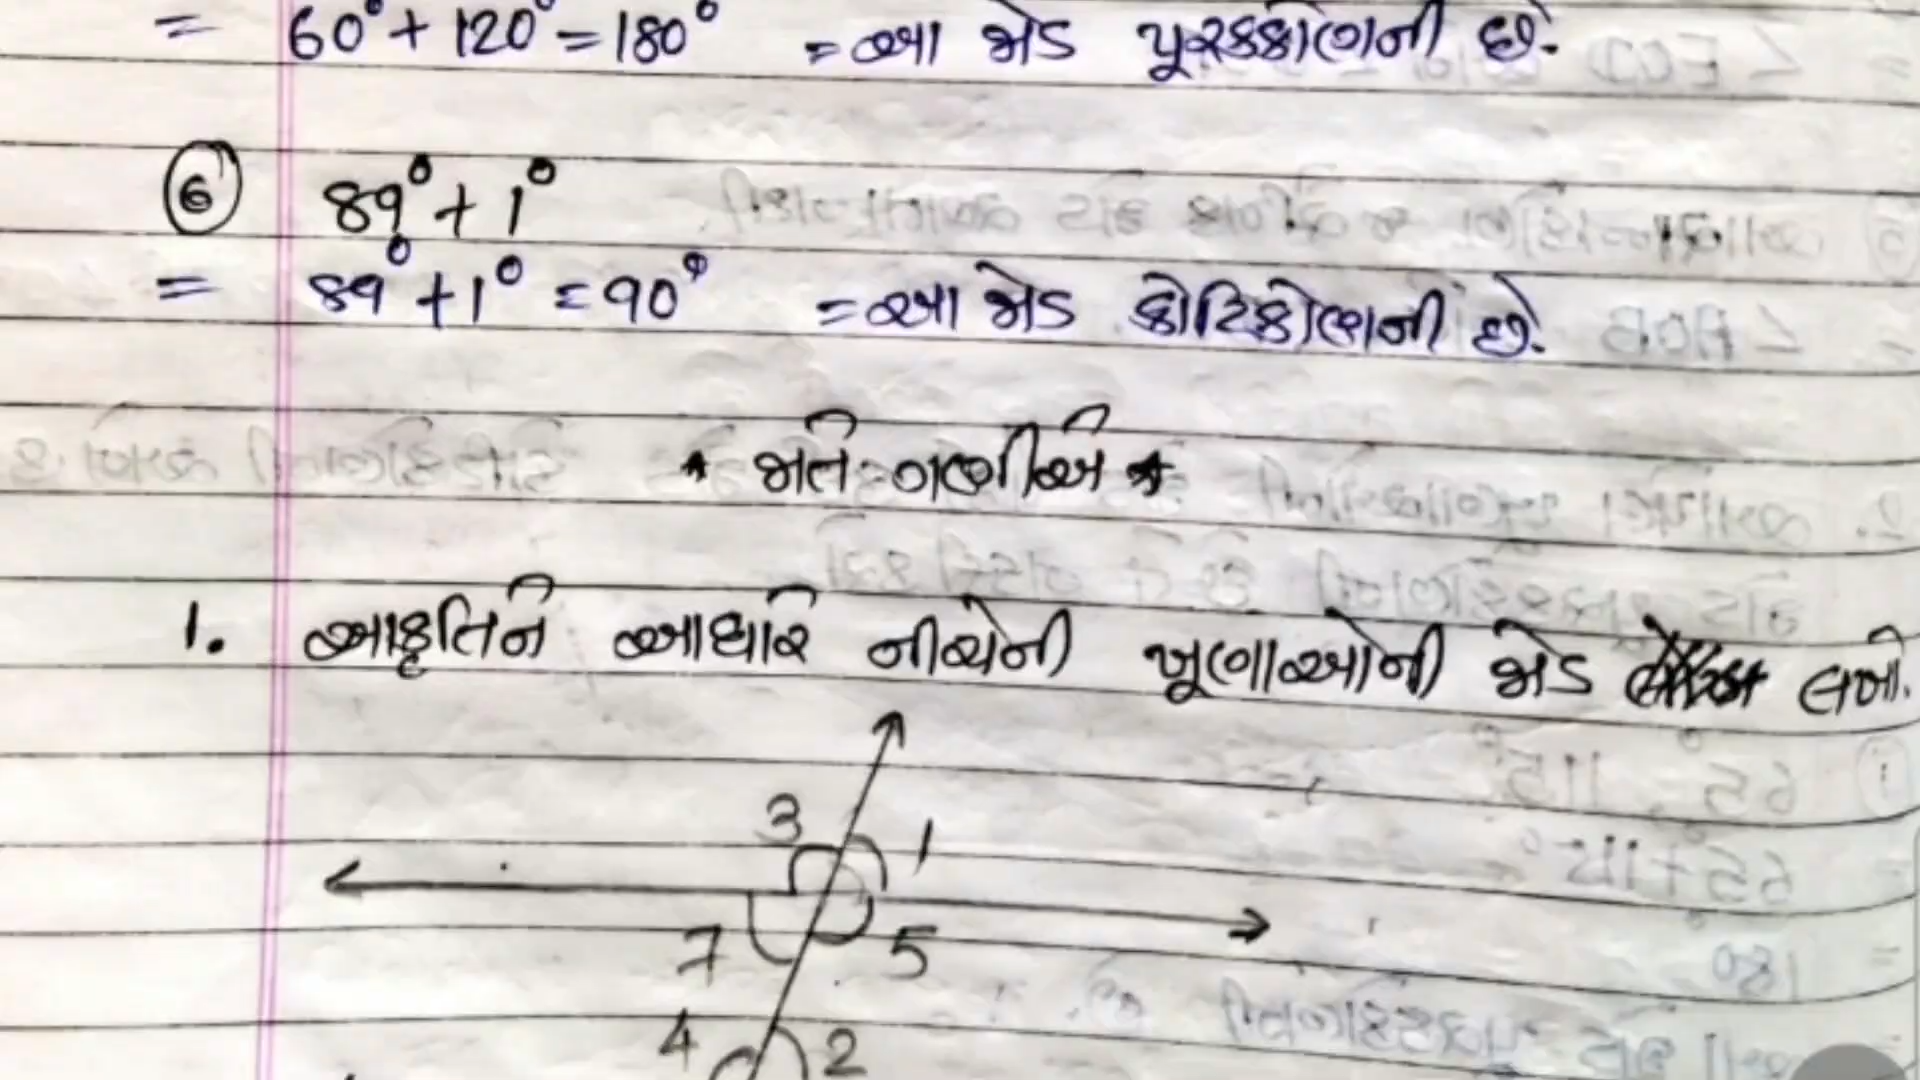 = 60° + 120° = 180° = આ જોડ પૂરકકોણની છે.
⑥ 89° + 1°
= 89° + 1° = 90° = આ જોડ કોટિકોણની છે.
* જાતે ગણીએ *
1. આકૃતિને આધારે નીચેની ખૂણાઓની જોડ લખો.
3 1
7 5
4 2